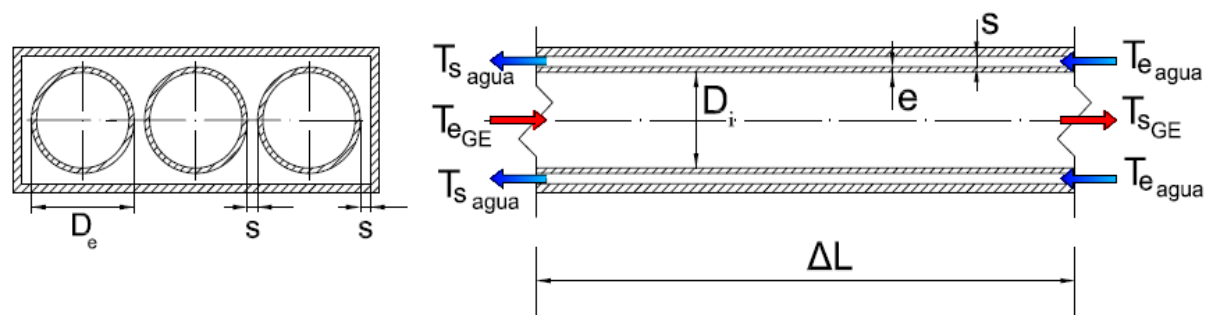 Dₑ
s
s
Tₛ agua
Tₑ GE
Tₛ agua
Dᵢ
e
s
Tₑ agua
Tₛ GE
Tₑ agua
ΔL